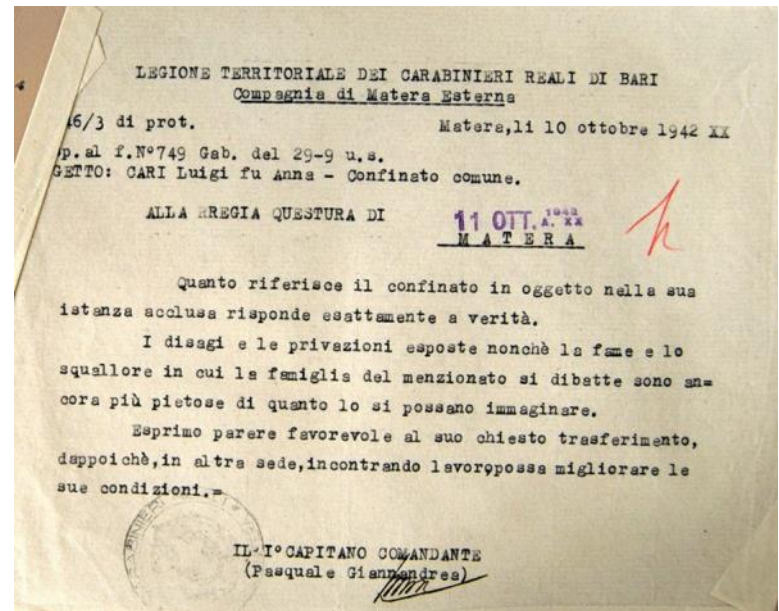 LEGIONE TERRITORIALE DEI CARABINIERI REALI DI BARI
Compagnia di Matera Esterna
46/3 di prot. Matera,li 10 ottobre 1942 XX
p.al f.N°749 Gab. del 29-9 u.s.
GETTO: CARI Luigi fu Anna - Confinato comune.
ALLA RREGIA QUESTURA DI
11 OTT. 1942 A. XX
MATERA
Quanto riferisce il confinato in oggetto nella sua
istanza acclusa risponde esattamente a verità.
I disagi e le privazioni esposte nonchè la fame e lo
squallore in cui la famiglia del menzionato si dibatte sono an=
cora più pietose di quanto lo si possano immaginare.
Esprimo parere favorevole al suo chiesto trasferimento,
dappoichè,in altra sede,incontrando lavoro,possa migliorare le
sue condizioni.=
IL I° CAPITANO COMANDANTE
(Pasquale Giannandrea)